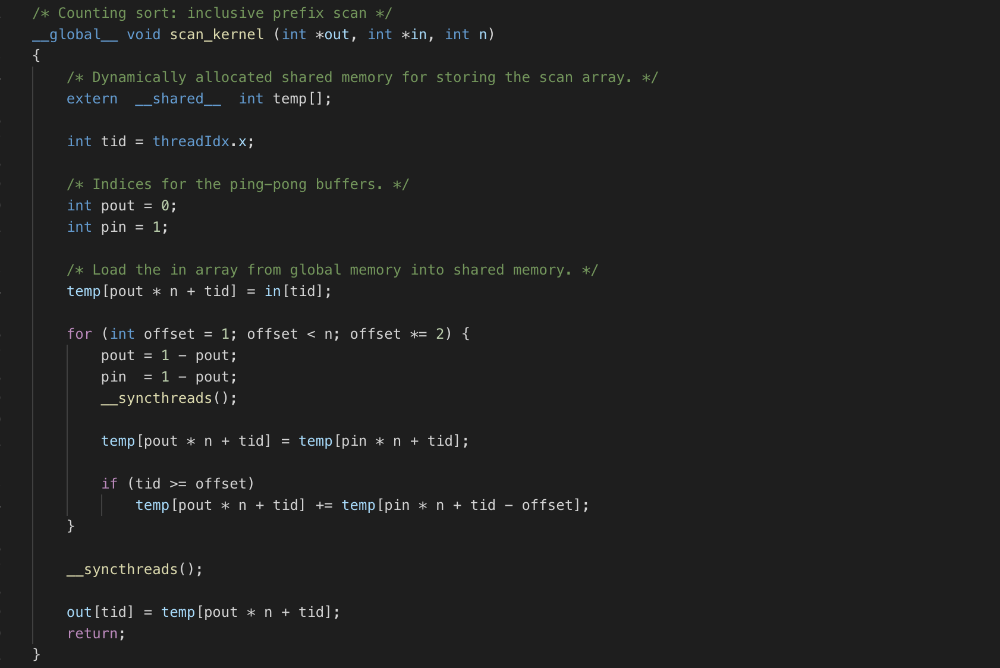 /* Counting sort: inclusive prefix scan */
__global__ void scan_kernel (int *out, int *in, int n)
{
    /* Dynamically allocated shared memory for storing the scan array. */
    extern  __shared__  int temp[];

    int tid = threadIdx.x;

    /* Indices for the ping-pong buffers. */
    int pout = 0;
    int pin = 1;

    /* Load the in array from global memory into shared memory. */
    temp[pout * n + tid] = in[tid];

    for (int offset = 1; offset < n; offset *= 2) {
        pout = 1 - pout;
        pin  = 1 - pout;
        __syncthreads();

        temp[pout * n + tid] = temp[pin * n + tid];

        if (tid >= offset)
            temp[pout * n + tid] += temp[pin * n + tid - offset];
    }

    __syncthreads();

    out[tid] = temp[pout * n + tid];
    return;
}